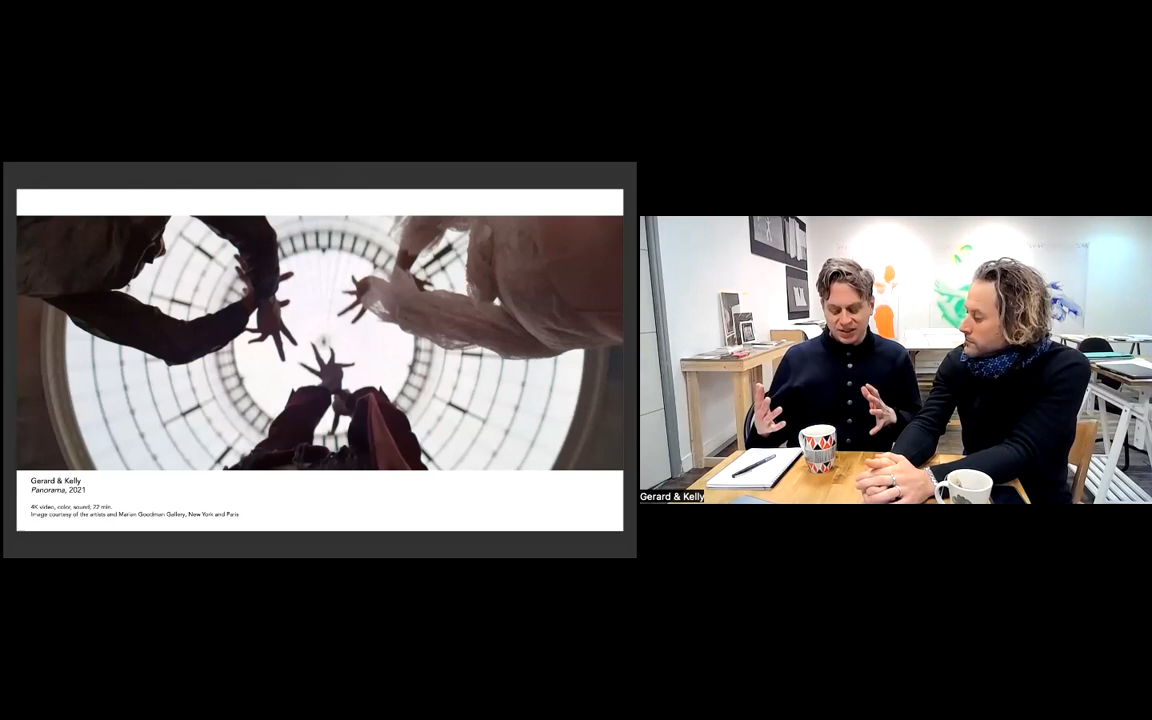 Gerard & Kelly
Panorama, 2021
4K video, color, sound, 22 min.
Image courtesy of the artists and Marian Goodman Gallery, New York and Paris
Gerard & Kelly